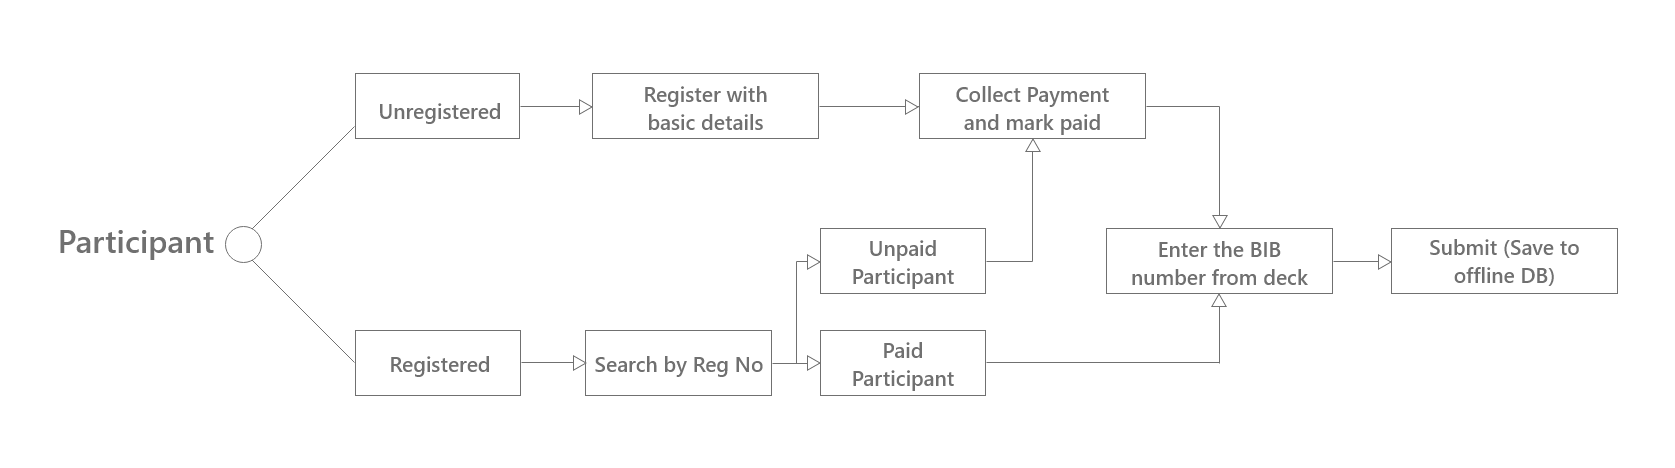 Unregistered
Register with
basic details
Collect Payment
and mark paid
Participant
Unpaid
Participant
Enter the BIB
number from deck
Submit (Save to
offline DB)
Registered
Search by Reg No
Paid
Participant